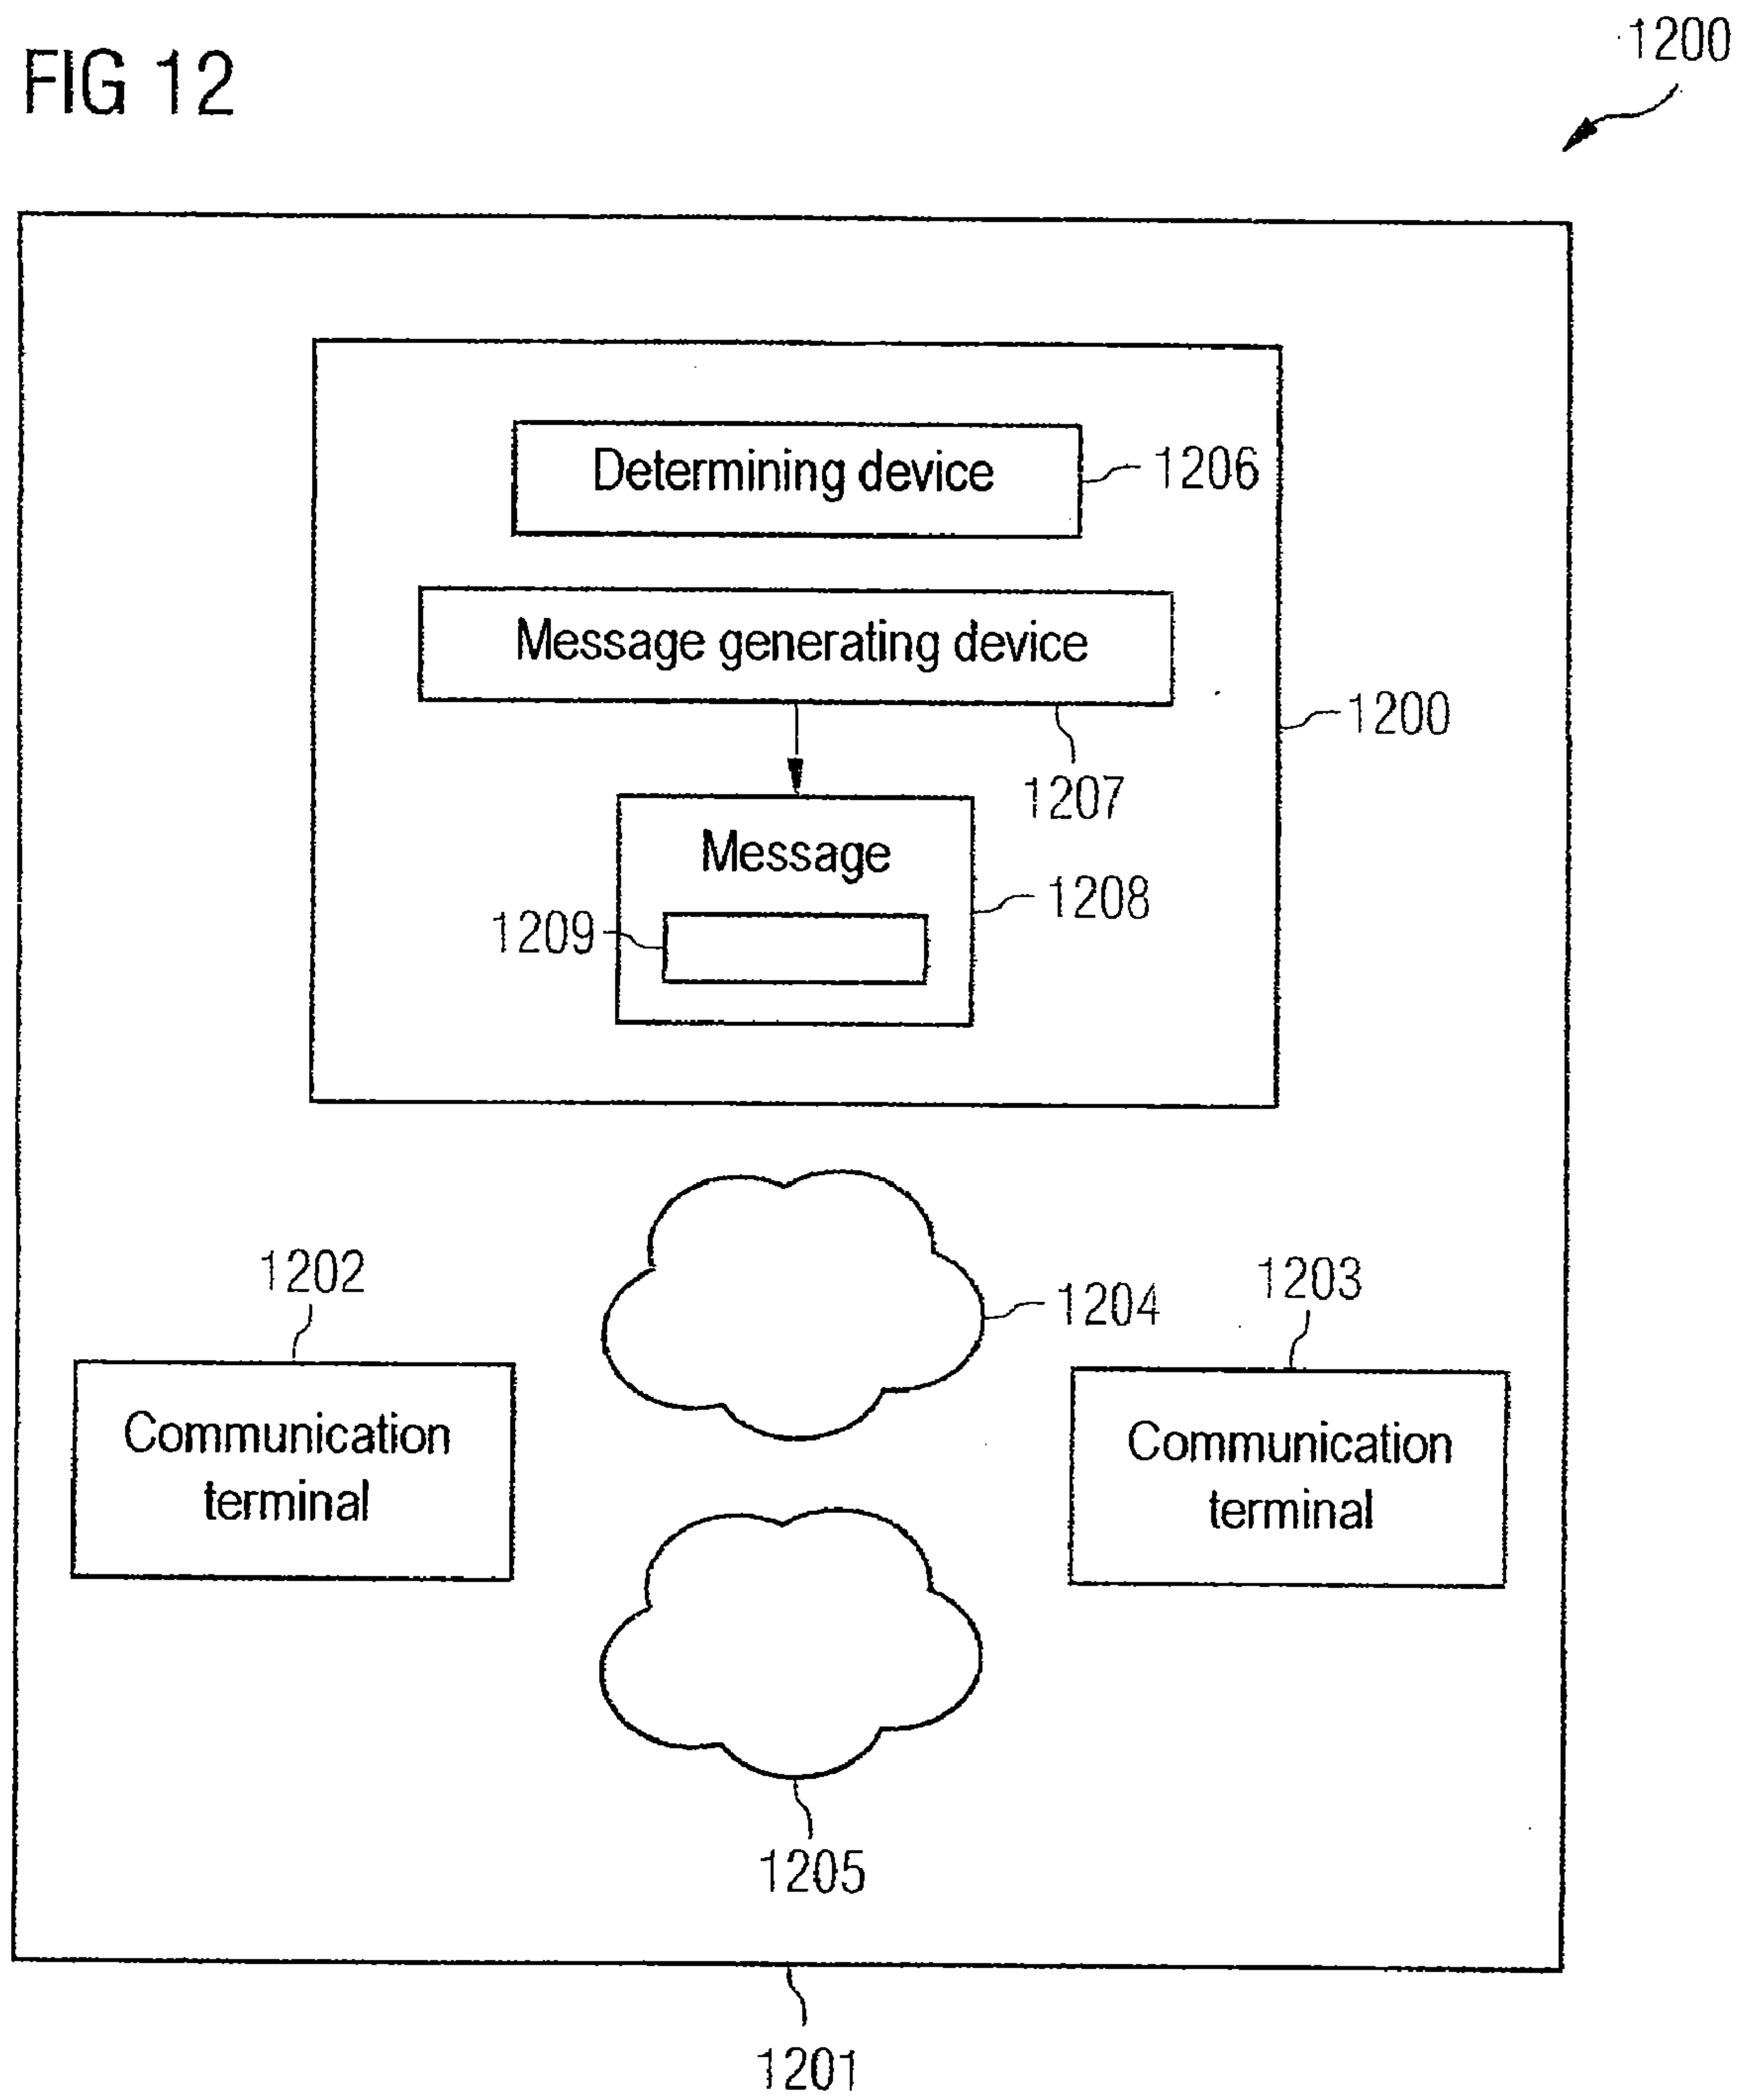 FIG 12
1200
Determining device
1206
Message generating device
1200
1207
Message
1208
1209
1202
1203
1204
Communication
terminal
Communication
terminal
1205
1201